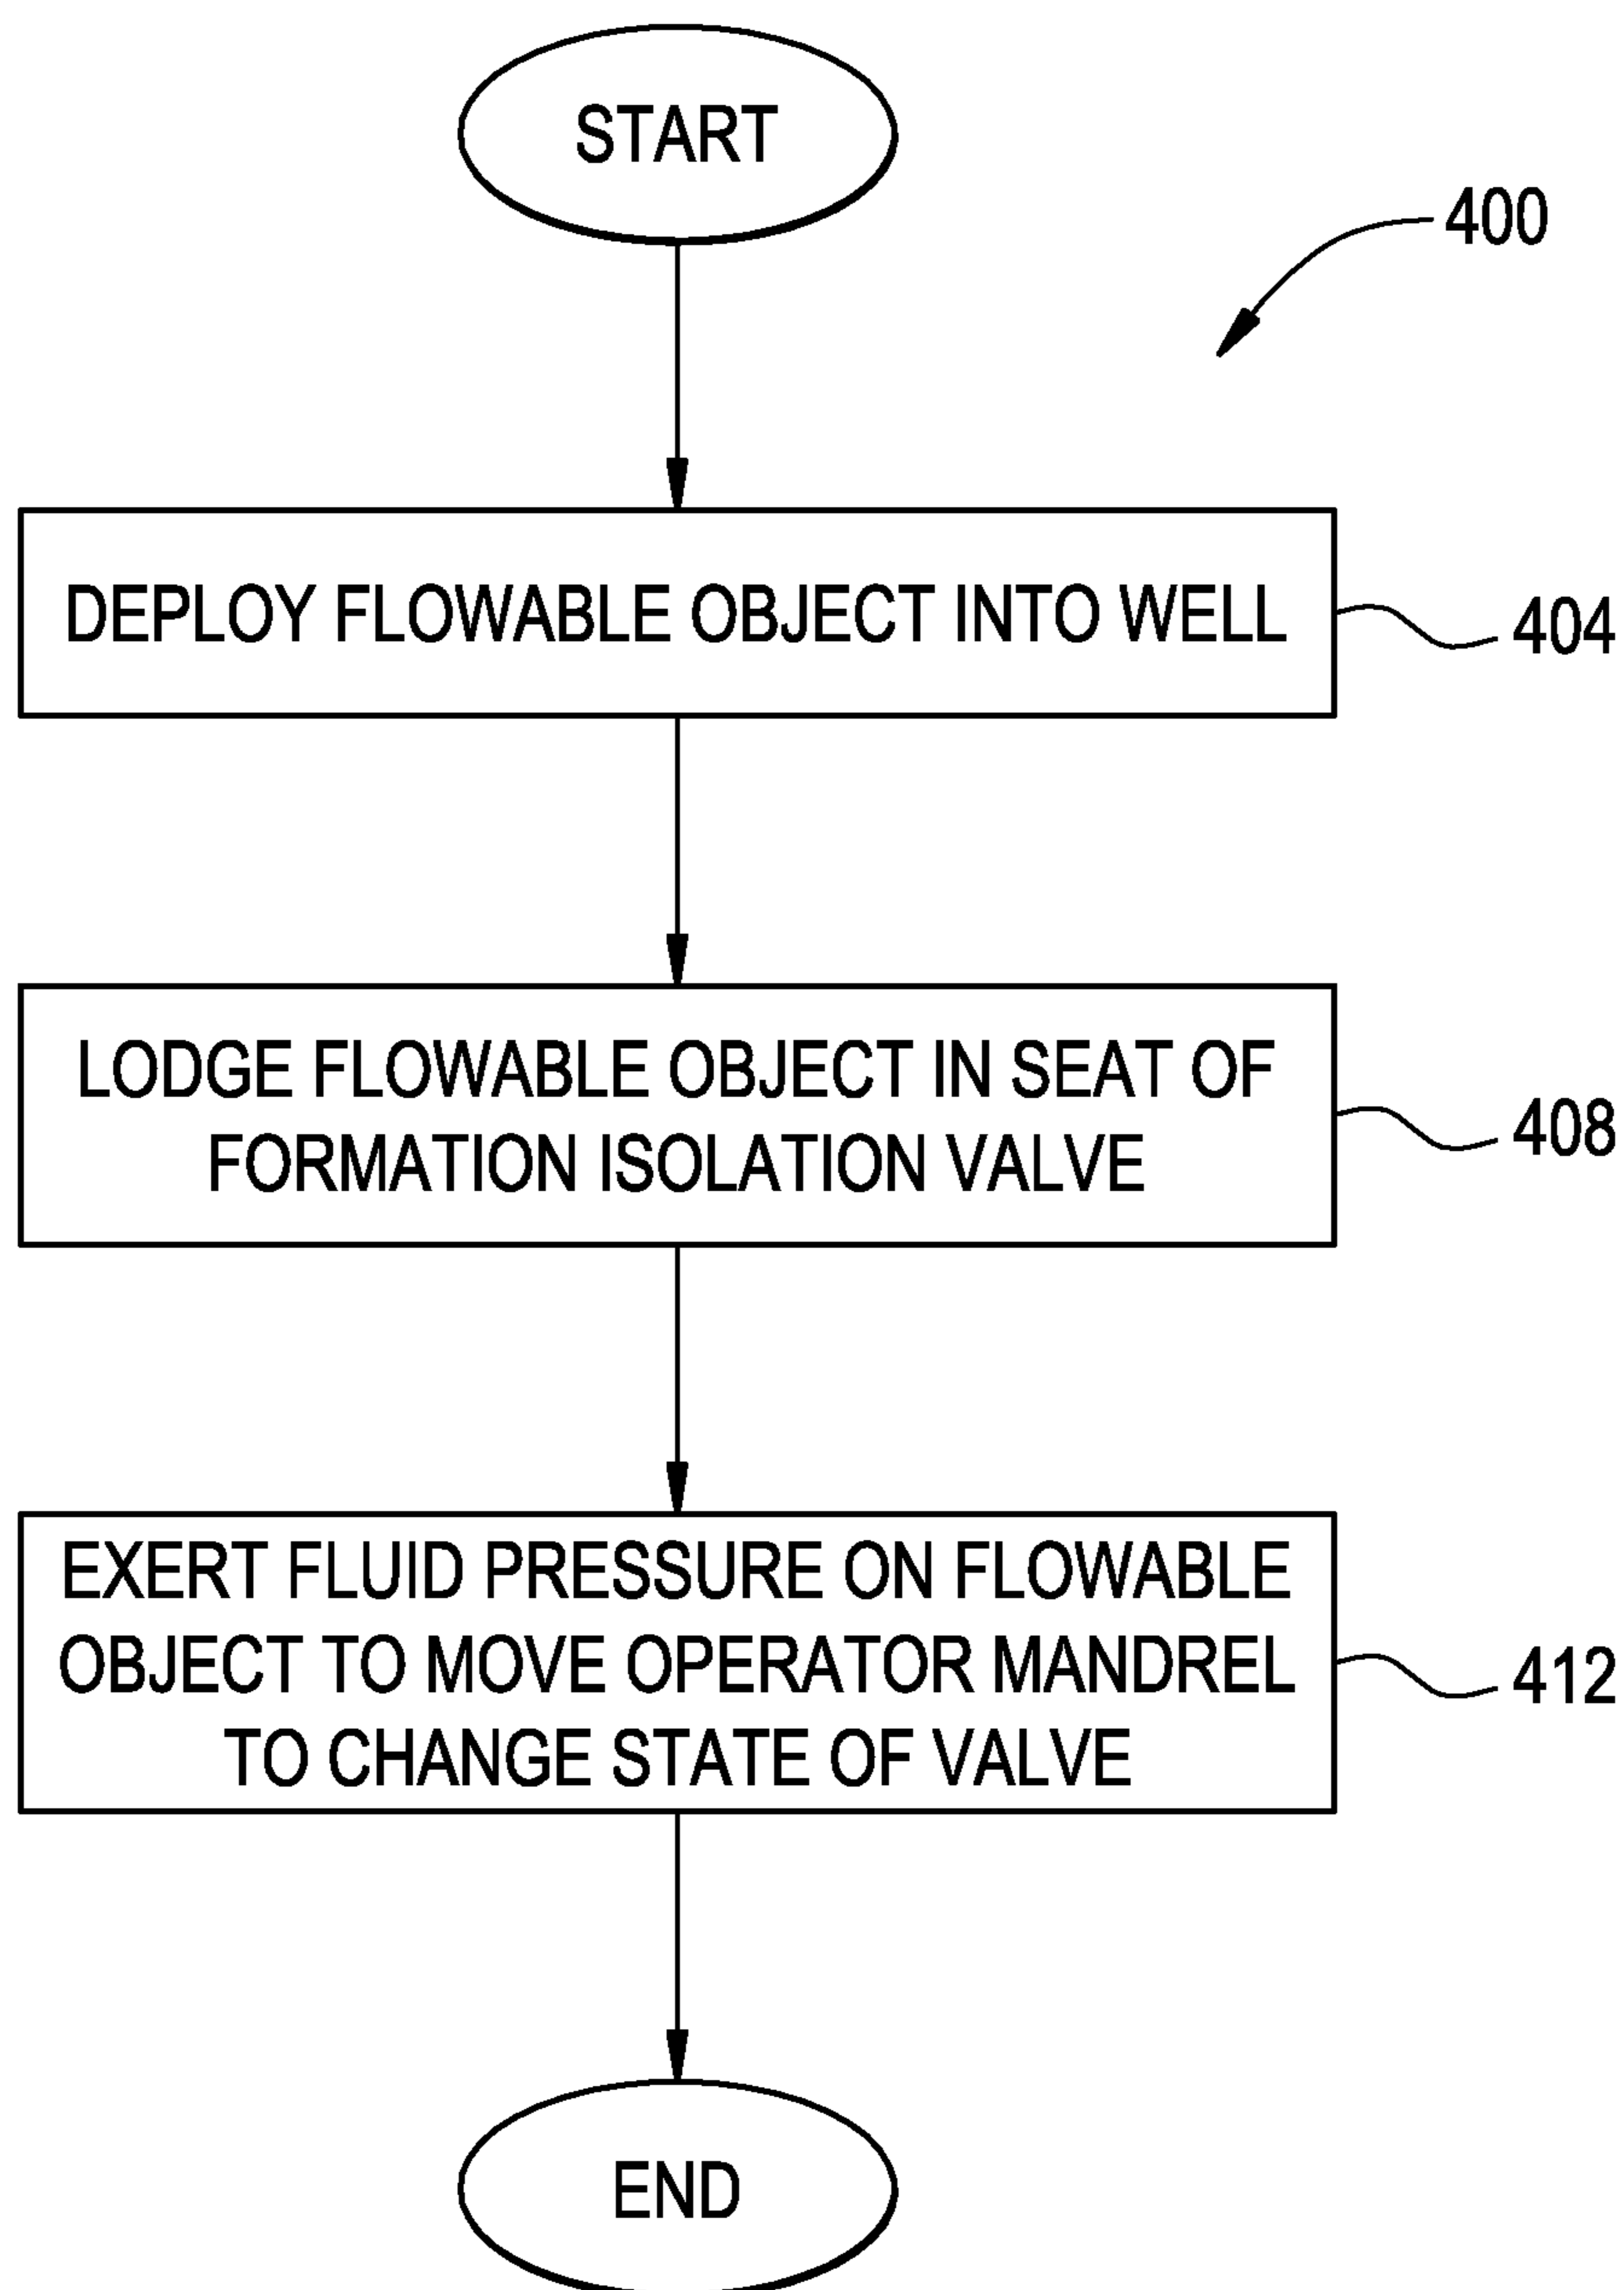 START
400
DEPLOY FLOWABLE OBJECT INTO WELL
404
LODGE FLOWABLE OBJECT IN SEAT OF
FORMATION ISOLATION VALVE
408
EXERT FLUID PRESSURE ON FLOWABLE
OBJECT TO MOVE OPERATOR MANDREL
TO CHANGE STATE OF VALVE
412
END